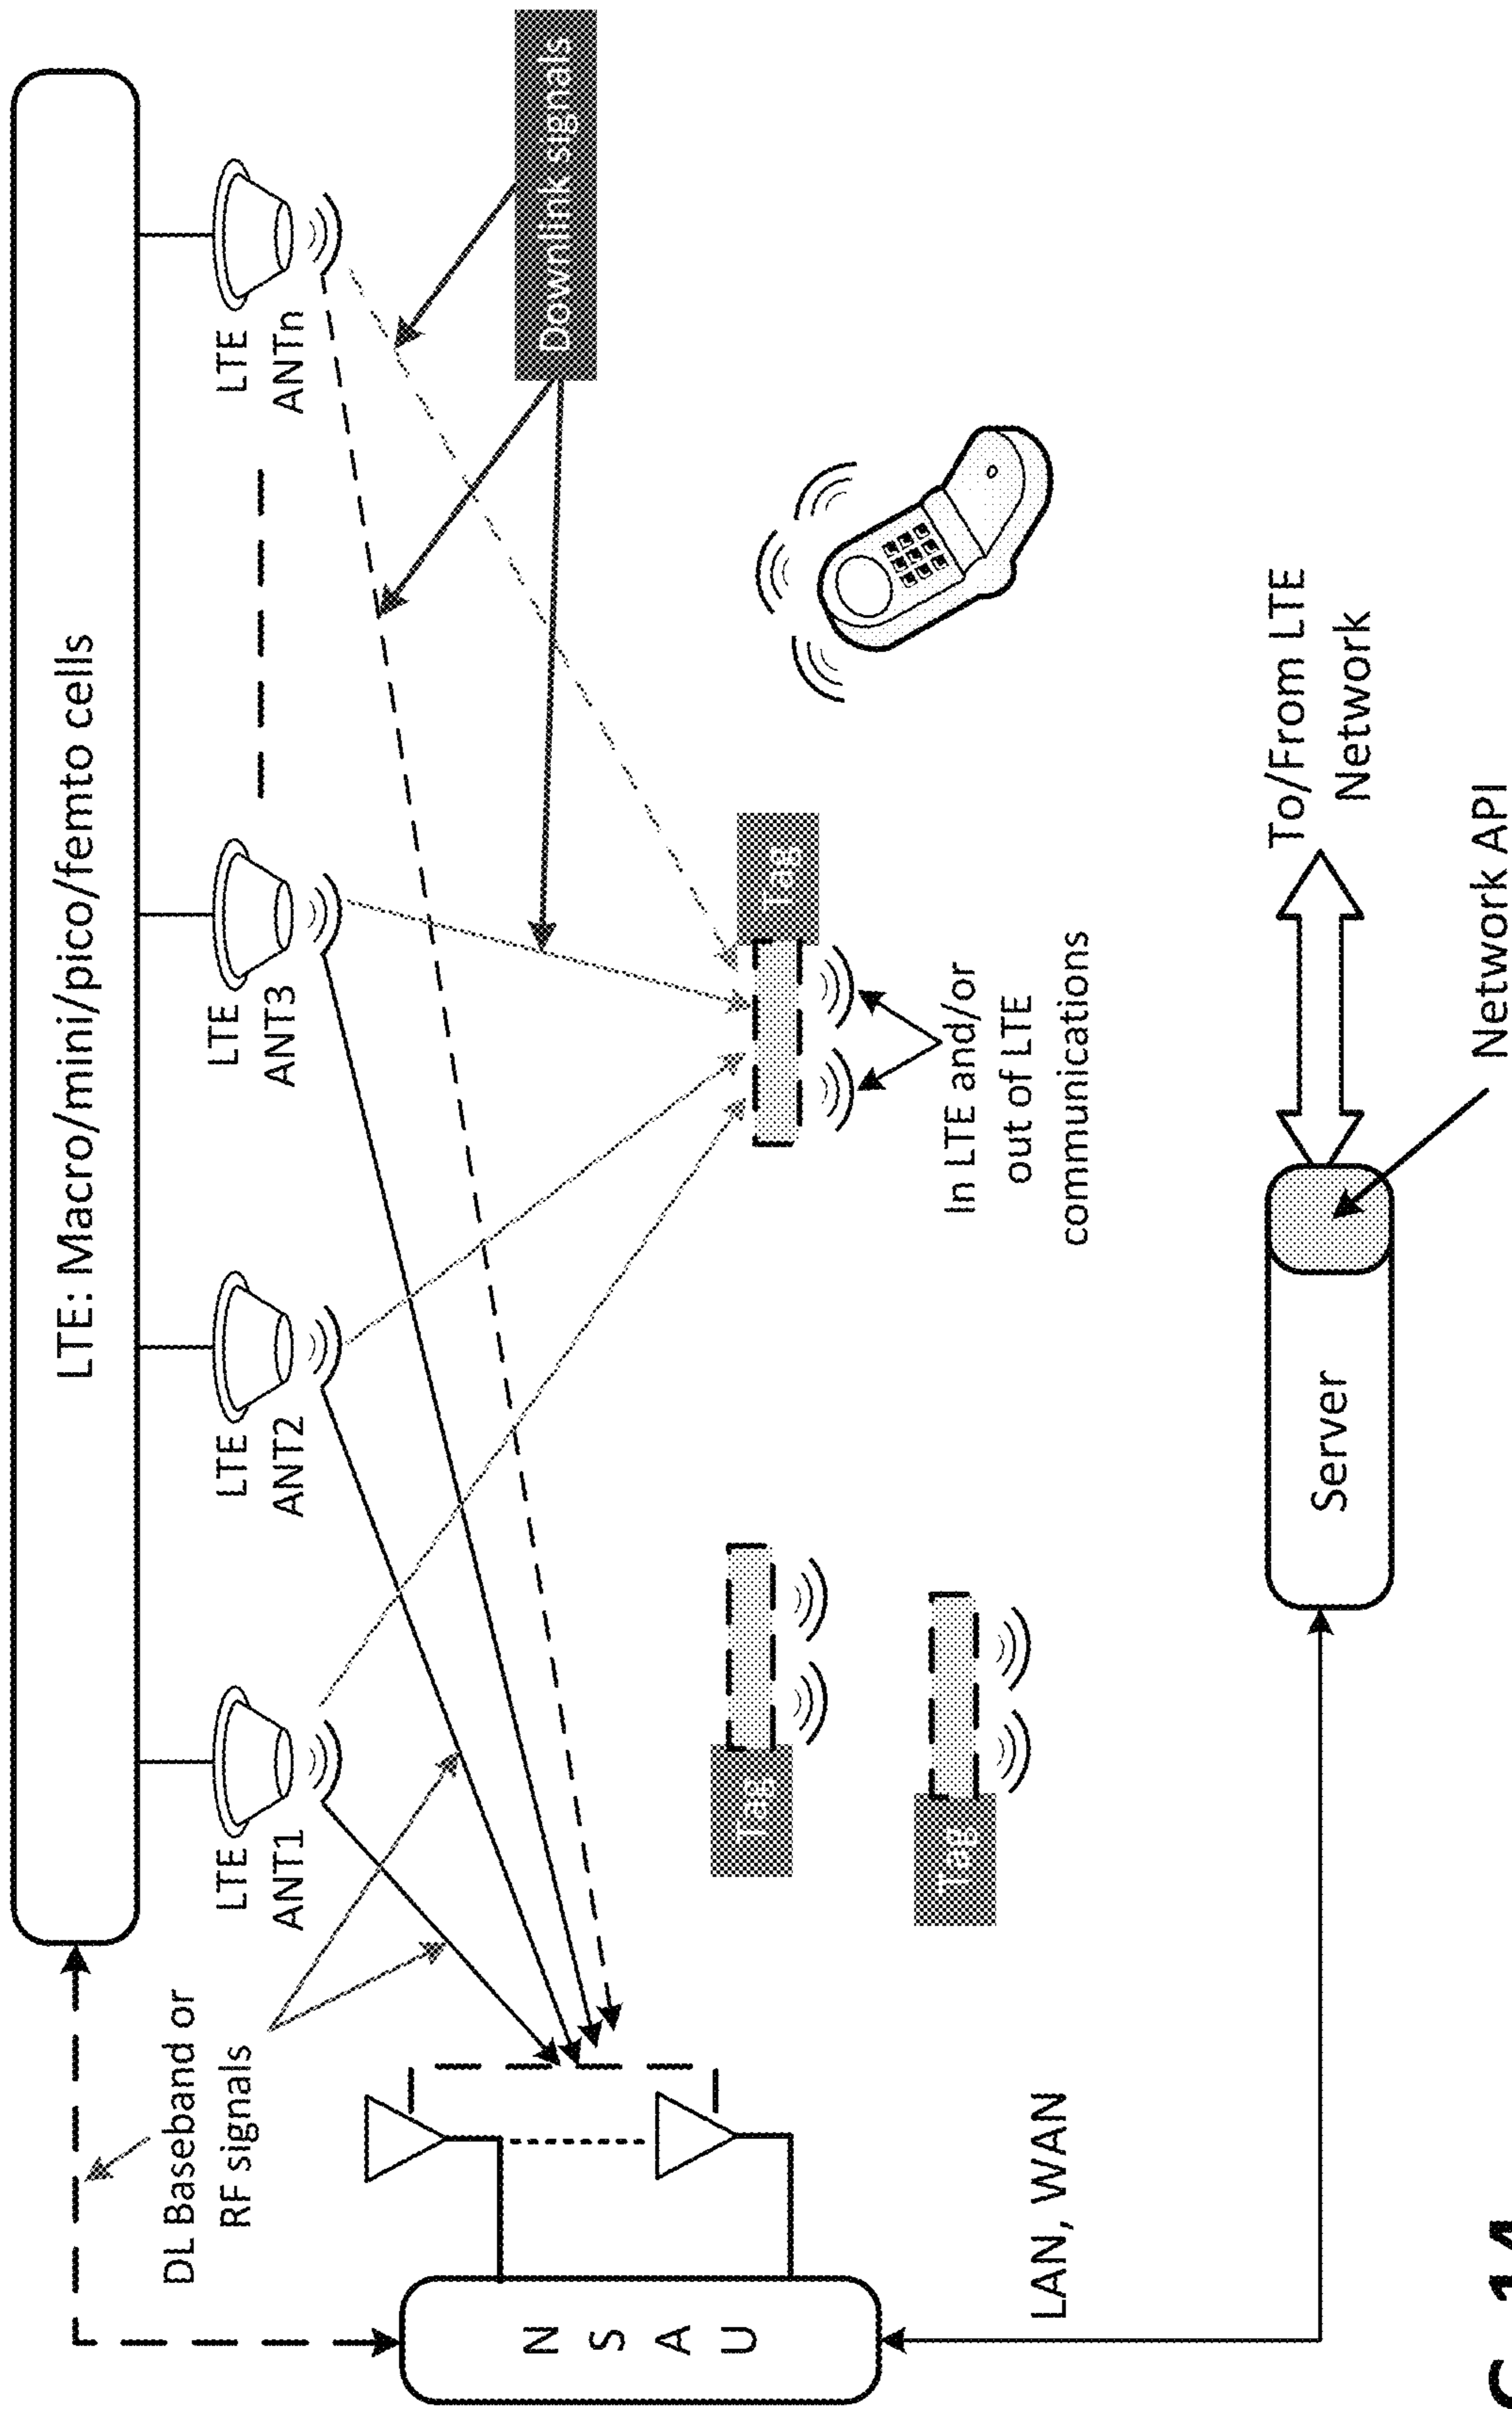 LTE: Macro/mini/pico/femto cells
DL Baseband or
RF signals
LTE
ANT1
LTE
ANT2
LTE
ANT3
LTE
ANTn
Downlink signals
N
S
A
U
Tag
Tag
Tag
In LTE and/or
out of LTE
communications
LAN, WAN
Server
To/From LTE
Network
Network API